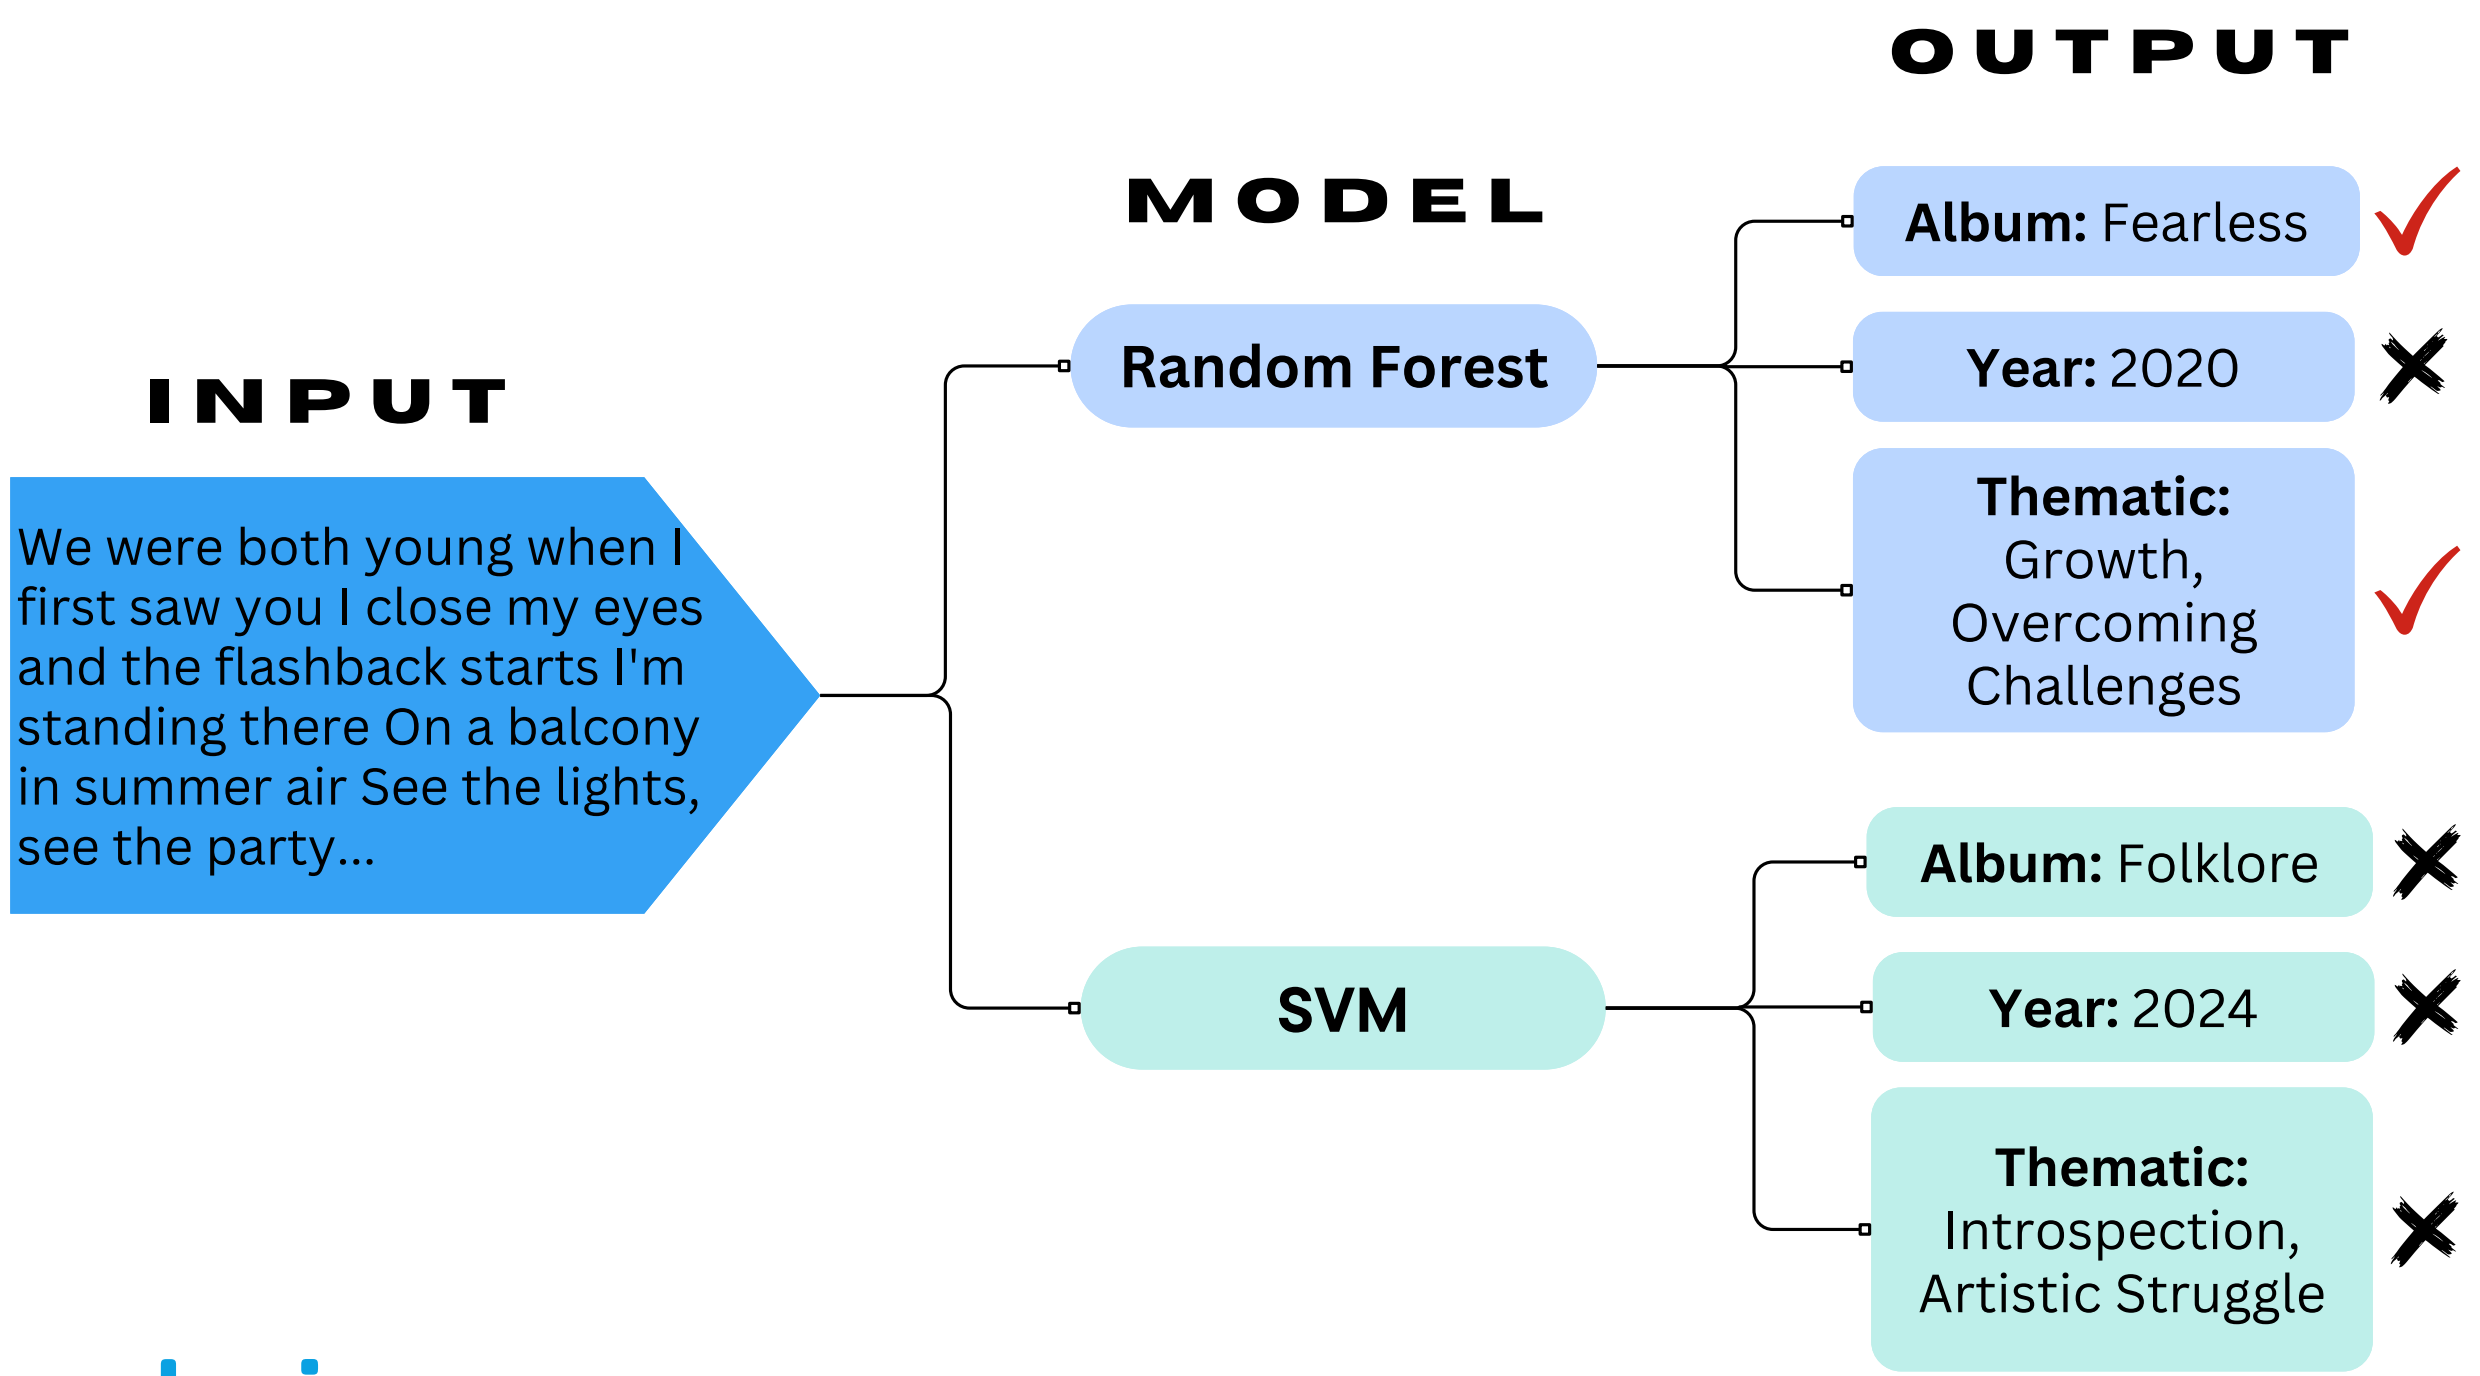 INPUT
We were both young when I
first saw you I close my eyes
and the flashback starts I'm
standing there On a balcony
in summer air See the lights,
see the party...
MODEL
Random Forest
SVM
OUTPUT
Album: Fearless
Year: 2020
Thematic:
Growth,
Overcoming
Challenges
Album: Folklore
Year: 2024
Thematic:
Introspection,
Artistic Struggle